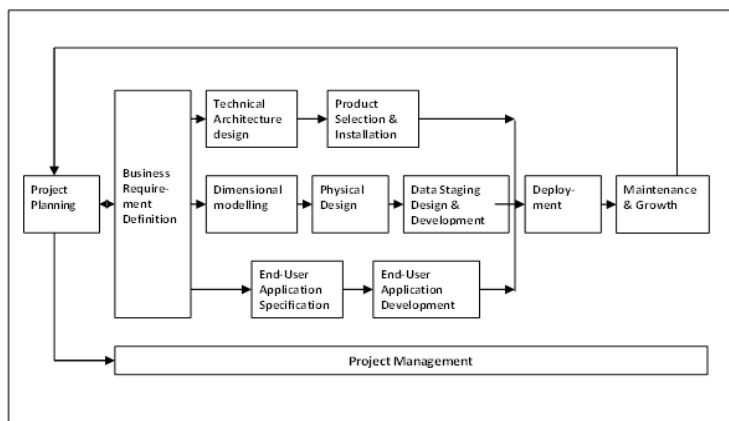 Technical
Architecture
design
Product
Selection &
Installation
Project
Planning
Business
Require-
ment
Definition
Dimensional
modelling
Physical
Design
Data Staging
Design &
Development
Deploy-
ment
Maintenance
& Growth
End-User
Application
Specification
End-User
Application
Development
Project Management